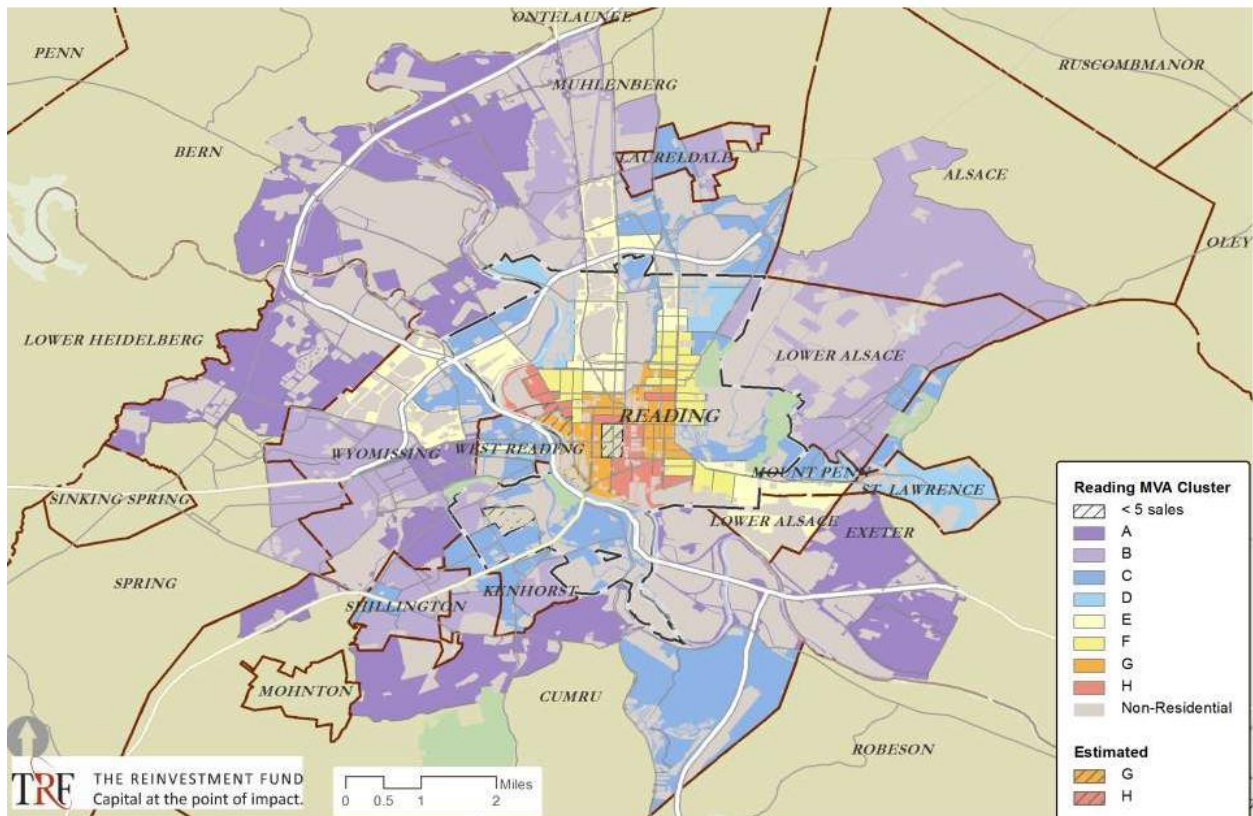 ONTELAUNEE
PENN
MUHLENBERG
RUSCOMBMANOR
BERN
LAURELDALE
ALSACE
OLEY
LOWER HEIDELBERG
LOWER ALSACE
READING
WYOMISSING
WEST READING
MOUNT PENN
ST. LAWRENCE
SINKING SPRING
LOWER ALSACE
EXETER
SPRING
KENHORST
SHILLINGTON
MOHNTON
CUMRU
ROBESON
Reading MVA Cluster
< 5 sales
A
B
C
D
E
F
G
H
Non-Residential
Estimated
G
H
TRF THE REINVESTMENT FUND
Capital at the point of impact.
Miles
0 0.5 1 2